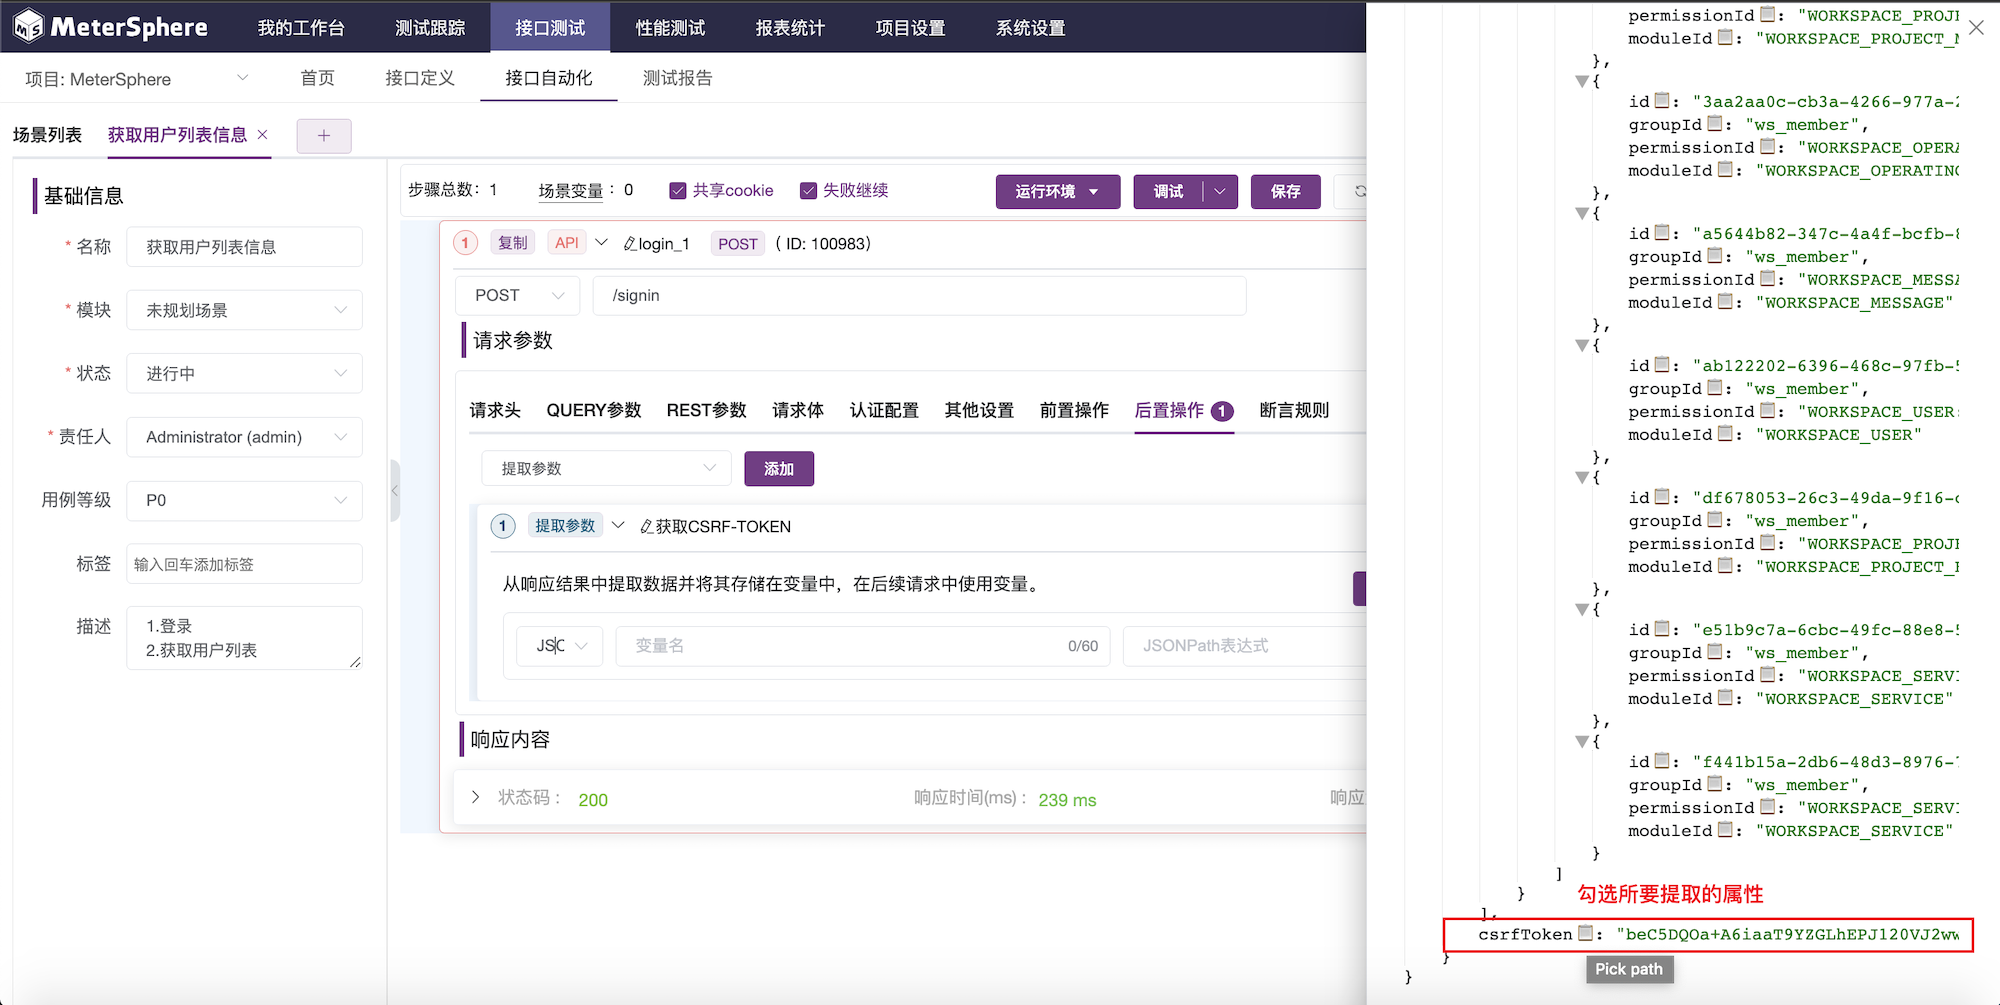 MeterSphere 我的工作台 测试跟踪 接口测试 性能测试 报表统计 项目设置 系统设置
项目: MeterSphere 首页 接口定义 接口自动化 测试报告
场景列表 获取用户列表信息 × +
基础信息
* 名称 获取用户列表信息
* 模块 未规划场景
* 状态 进行中
* 责任人 Administrator (admin)
用例等级 P0
标签 输入回车添加标签
描述 1.登录
2.获取用户列表
步骤总数: 1 场景变量 : 0 共享cookie 失败继续 运行环境 调试 保存
1 复制 API login_1 POST ( ID: 100983)
POST /signin
请求参数
请求头 QUERY参数 REST参数 请求体 认证配置 其他设置 前置操作 后置操作 1 断言规则
提取参数 添加
1 提取参数 获取CSRF-TOKEN
从响应结果中提取数据并将其存储在变量中，在后续请求中使用变量。
变量名 0/60 JSONPath表达式
响应内容
状态码 : 200 响应时间(ms) : 239 ms 响应
permissionId : "WORKSPACE_PROJE
moduleId : "WORKSPACE_PROJECT_
},
{
id : "3aa2aa0c-cb3a-4266-977a-
groupId : "ws_member",
permissionId : "WORKSPACE_OPERA
moduleId : "WORKSPACE_OPERATING
},
{
id : "a5644b82-347c-4a4f-bcfb-
groupId : "ws_member",
permissionId : "WORKSPACE_MESSA
moduleId : "WORKSPACE_MESSAGE"
},
{
id : "ab122202-6396-468c-97fb-
groupId : "ws_member",
permissionId : "WORKSPACE_USER
moduleId : "WORKSPACE_USER"
},
{
id : "df678053-26c3-49da-9f16-
groupId : "ws_member",
permissionId : "WORKSPACE_PROJE
moduleId : "WORKSPACE_PROJECT_
},
{
id : "e51b9c7a-6cbc-49fc-88e8-
groupId : "ws_member",
permissionId : "WORKSPACE_SERVI
moduleId : "WORKSPACE_SERVICE"
},
{
id : "f441b15a-2db6-48d3-8976-
groupId : "ws_member",
permissionId : "WORKSPACE_SERVI
moduleId : "WORKSPACE_SERVICE"
}
]
}
勾选所要提取的属性
],
csrfToken : "beC5DQOa+A6iaaT9YZGLhEPJ120VJ2ww
}
Pick path
}